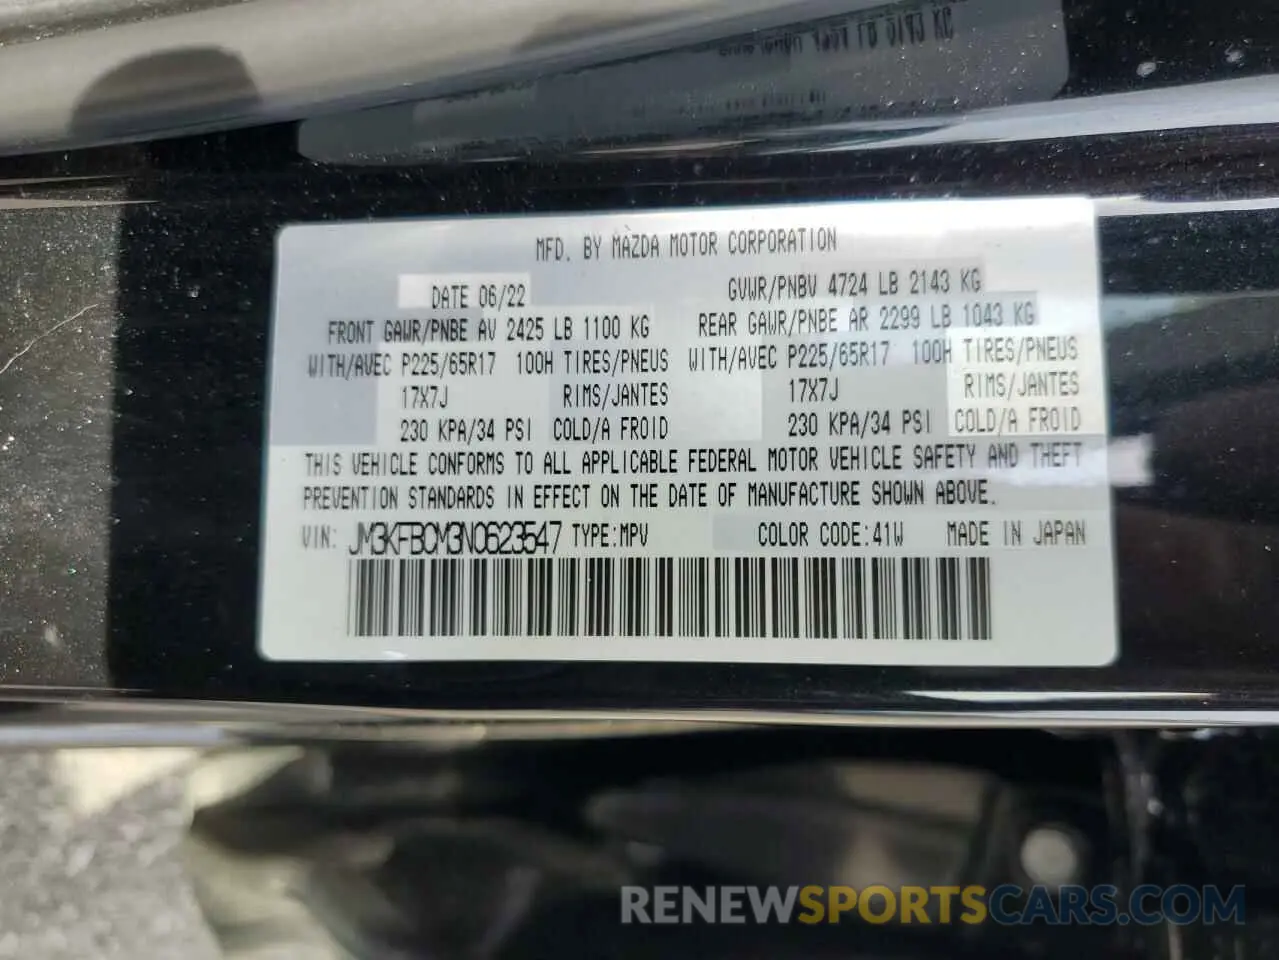 MFD. BY MAZDA MOTOR CORPORATION
DATE 06/22 GVWR/PNBV 4724 LB 2143 KG
FRONT GAWR/PNBE AV 2425 LB 1100 KG REAR GAWR/PNBE AR 2299 LB 1043 KG
WITH/AVEC P225/65R17 100H TIRES/PNEUS WITH/AVEC P225/65R17 100H TIRES/PNEUS
17X7J RIMS/JANTES 17X7J RIMS/JANTES
230 KPA/34 PSI COLD/A FROID 230 KPA/34 PSI COLD/A FROID
THIS VEHICLE CONFORMS TO ALL APPLICABLE FEDERAL MOTOR VEHICLE SAFETY AND THEFT
PREVENTION STANDARDS IN EFFECT ON THE DATE OF MANUFACTURE SHOWN ABOVE.
VIN: JM3KFBCM3N0623547 TYPE:MPV COLOR CODE:41W MADE IN JAPAN
RENEWSPORTSCARS.COM